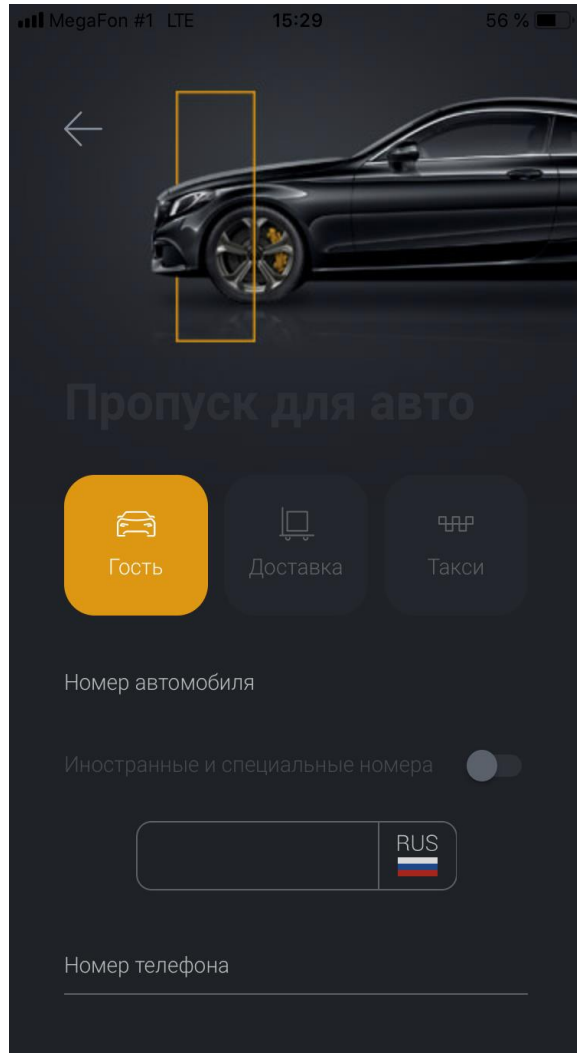 MegaFon #1 LTE 15:29 56 %
Пропуск для авто
Гость Доставка Такси
Номер автомобиля
Иностранные и специальные номера
RUS
Номер телефона